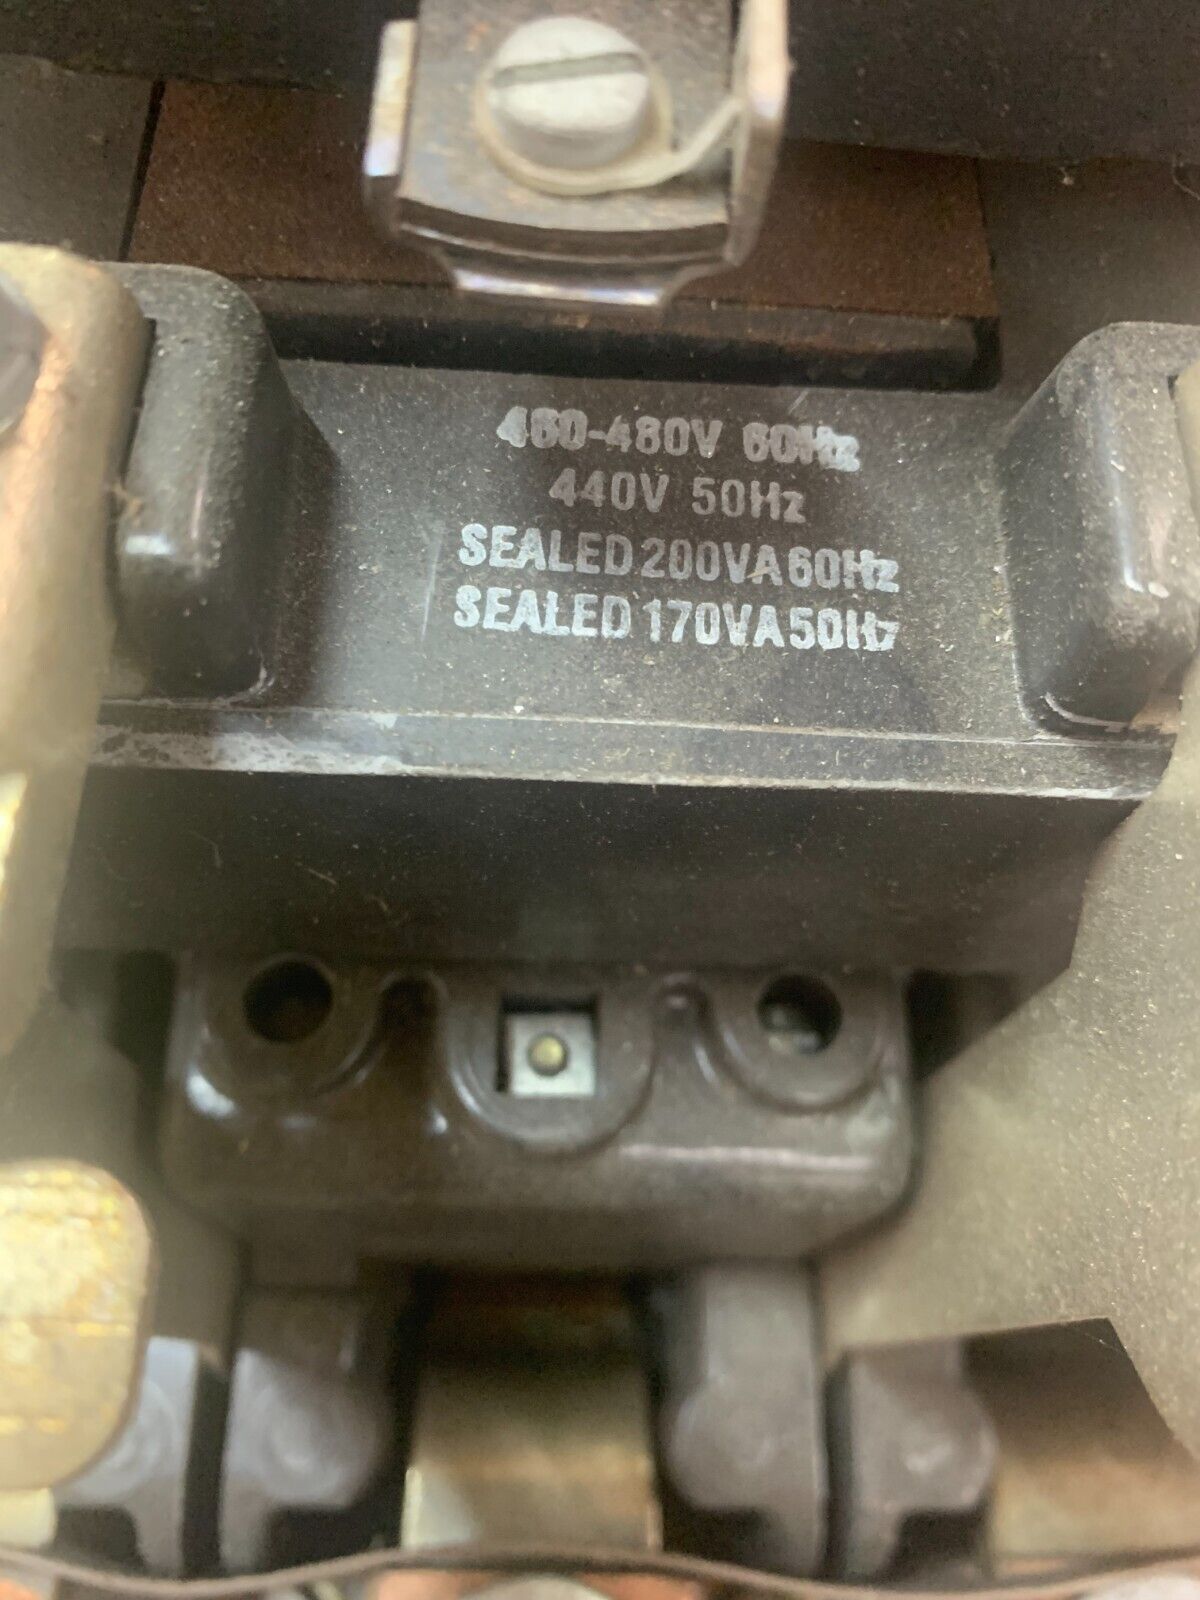 460-480V 60Hz
440V 50Hz
SEALED 200VA 60Hz
SEALED 170VA 50Hz